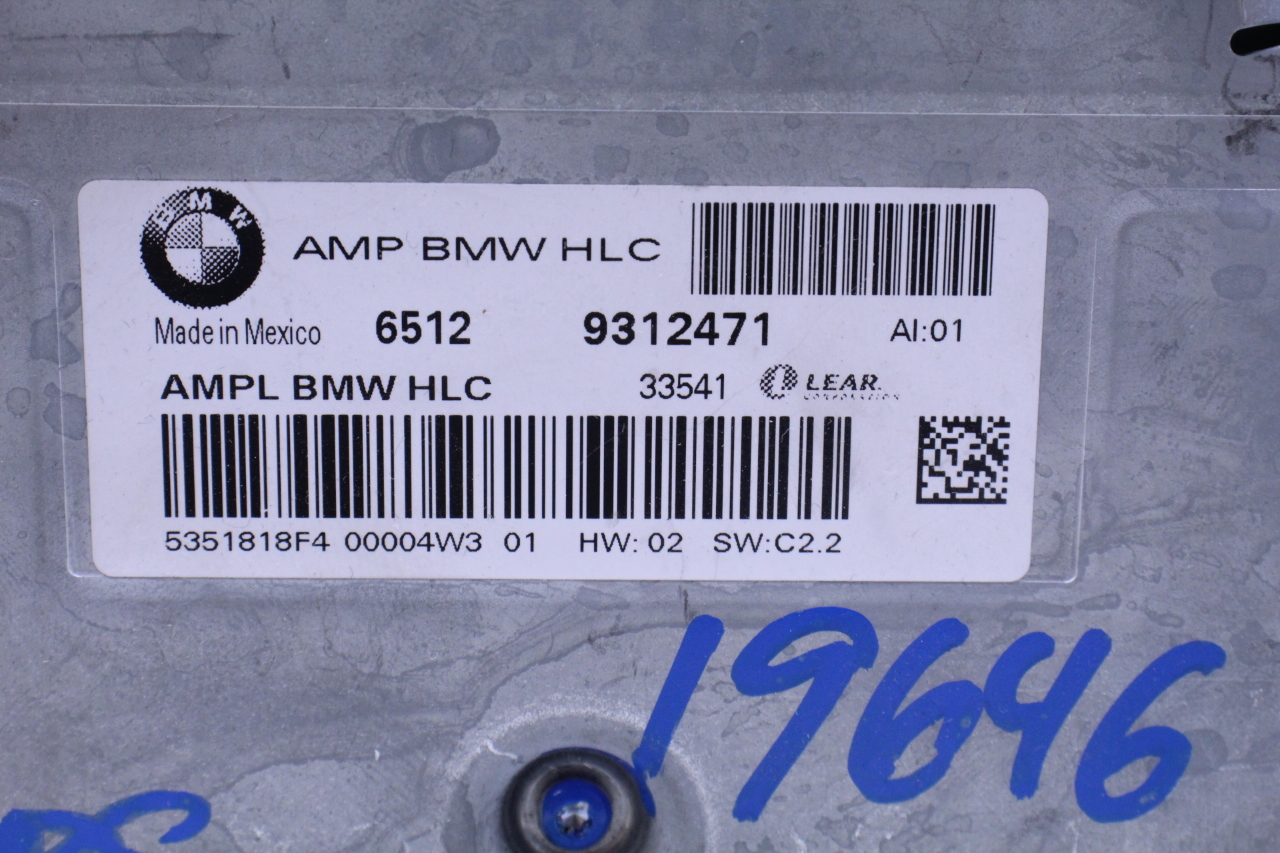 BMW
AMP BMW HLC
Made in Mexico 6512 9312471 AI:01
AMPL BMW HLC 33541 LEAR.
CORPORATION
5351818F4 00004W3 01 HW: 02 SW:C2.2
19646